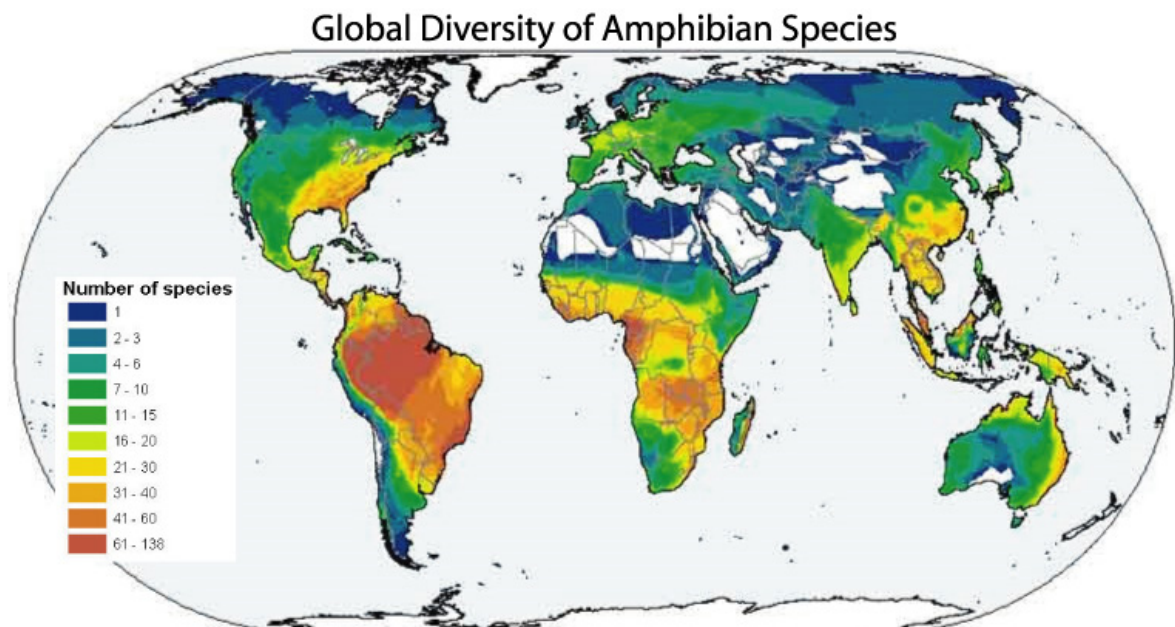 Global Diversity of Amphibian Species
Number of species
1
2 - 3
4 - 6
7 - 10
11 - 15
16 - 20
21 - 30
31 - 40
41 - 60
61 - 138